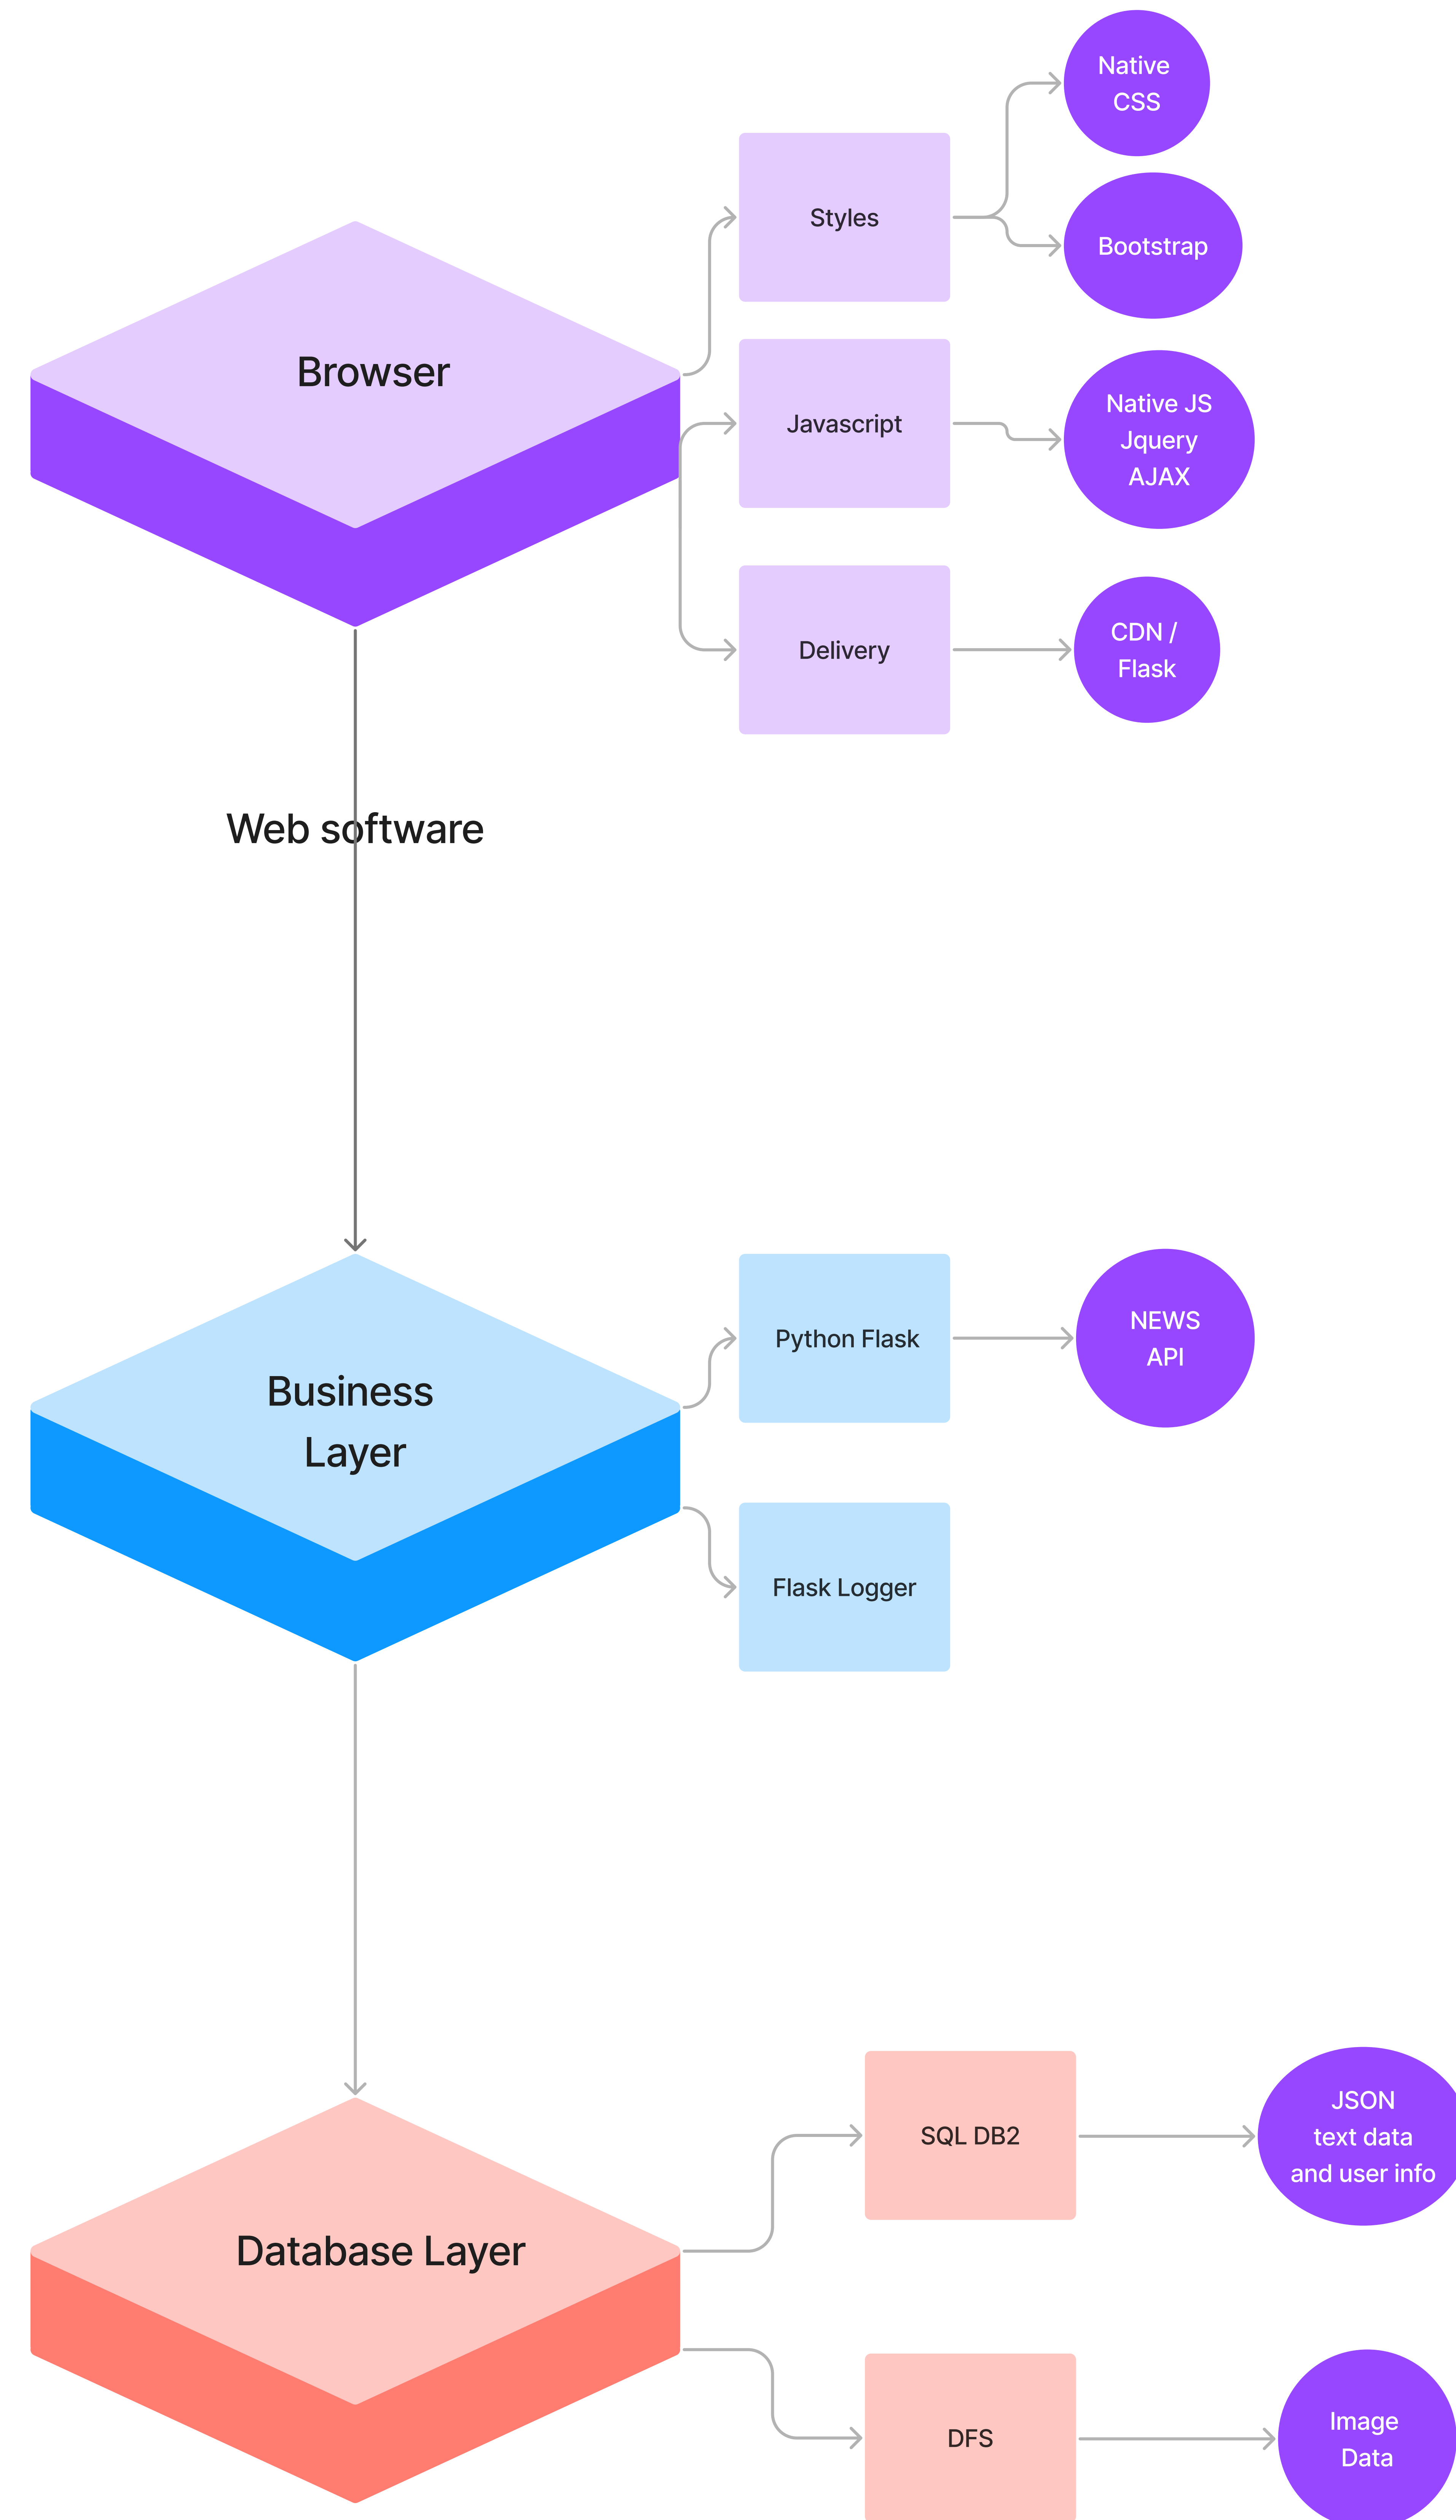 Native
CSS
Styles
Bootstrap
Browser
Javascript
Native JS
Jquery
AJAX
Delivery
CDN /
Flask
Web software
Business
Layer
Python Flask
NEWS
API
Flask Logger
Database Layer
SQL DB2
JSON
text data
and user info
DFS
Image
Data